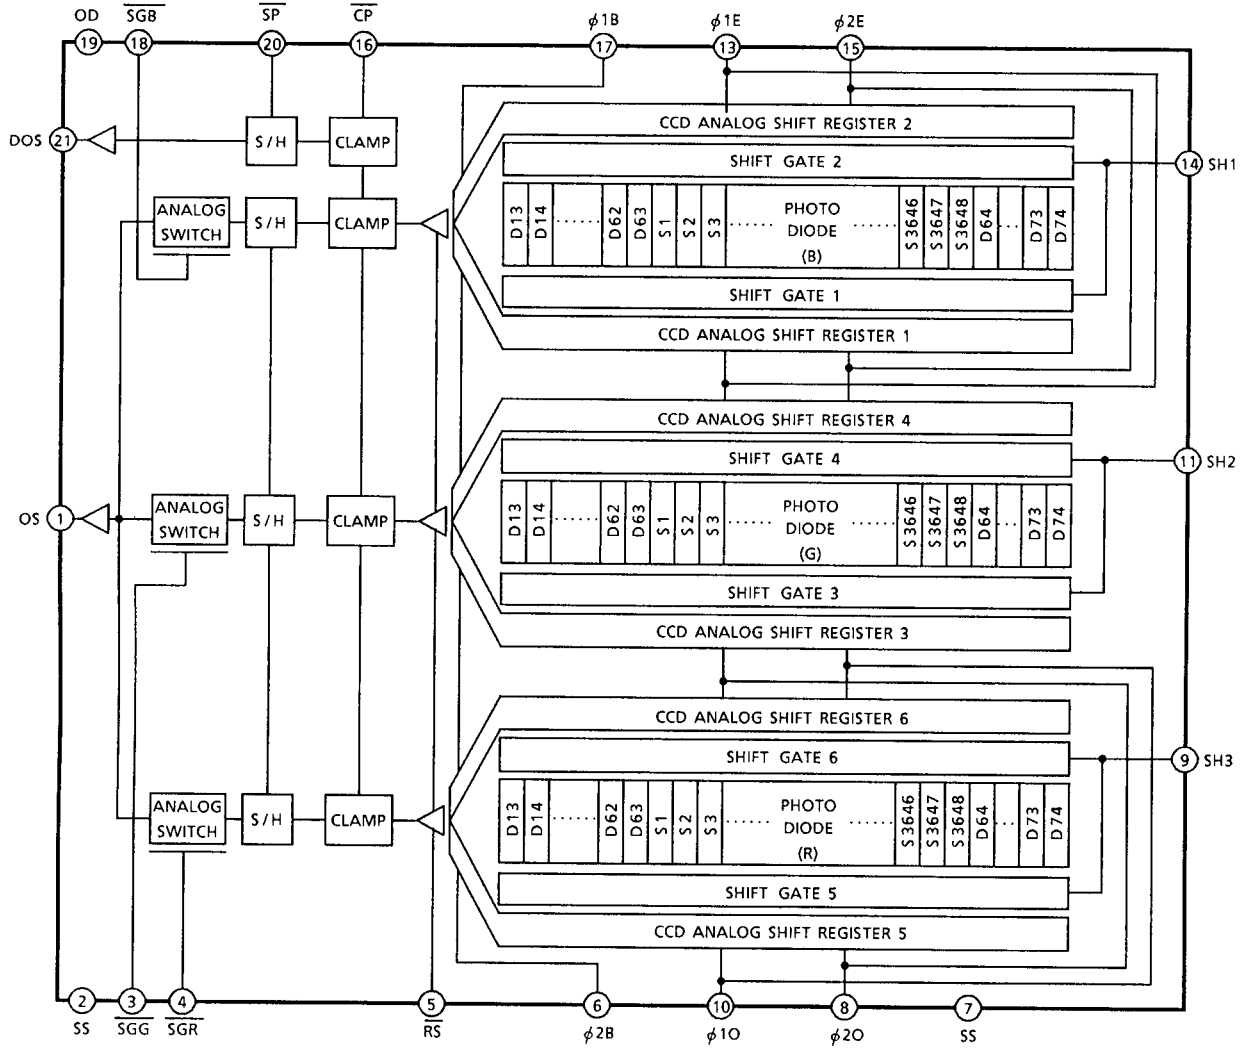 OD
SGB
SP
CP
φ1B
φ1E
φ2E
19
18
20
16
17
13
15
CCD ANALOG SHIFT REGISTER 2
DOS
21
S/H
CLAMP
SHIFT GATE 2
14
SH1
ANALOG
SWITCH
S/H
CLAMP
D13
D14
......
D62
D63
S1
S2
S3
......
PHOTO
DIODE
(B)
......
S3646
S3647
S3648
D64
...
D73
D74
SHIFT GATE 1
CCD ANALOG SHIFT REGISTER 1
CCD ANALOG SHIFT REGISTER 4
SHIFT GATE 4
11
SH2
OS
1
ANALOG
SWITCH
S/H
CLAMP
D13
D14
......
D62
D63
S1
S2
S3
......
PHOTO
DIODE
(G)
......
S3646
S3647
S3648
D64
...
D73
D74
SHIFT GATE 3
CCD ANALOG SHIFT REGISTER 3
CCD ANALOG SHIFT REGISTER 6
SHIFT GATE 6
9
SH3
ANALOG
SWITCH
S/H
CLAMP
D13
D14
......
D62
D63
S1
S2
S3
......
PHOTO
DIODE
(R)
......
S3646
S3647
S3648
D64
...
D73
D74
SHIFT GATE 5
CCD ANALOG SHIFT REGISTER 5
2
3
4
5
6
10
8
7
SS
SGG
SGR
RS
φ2B
φ1O
φ2O
SS